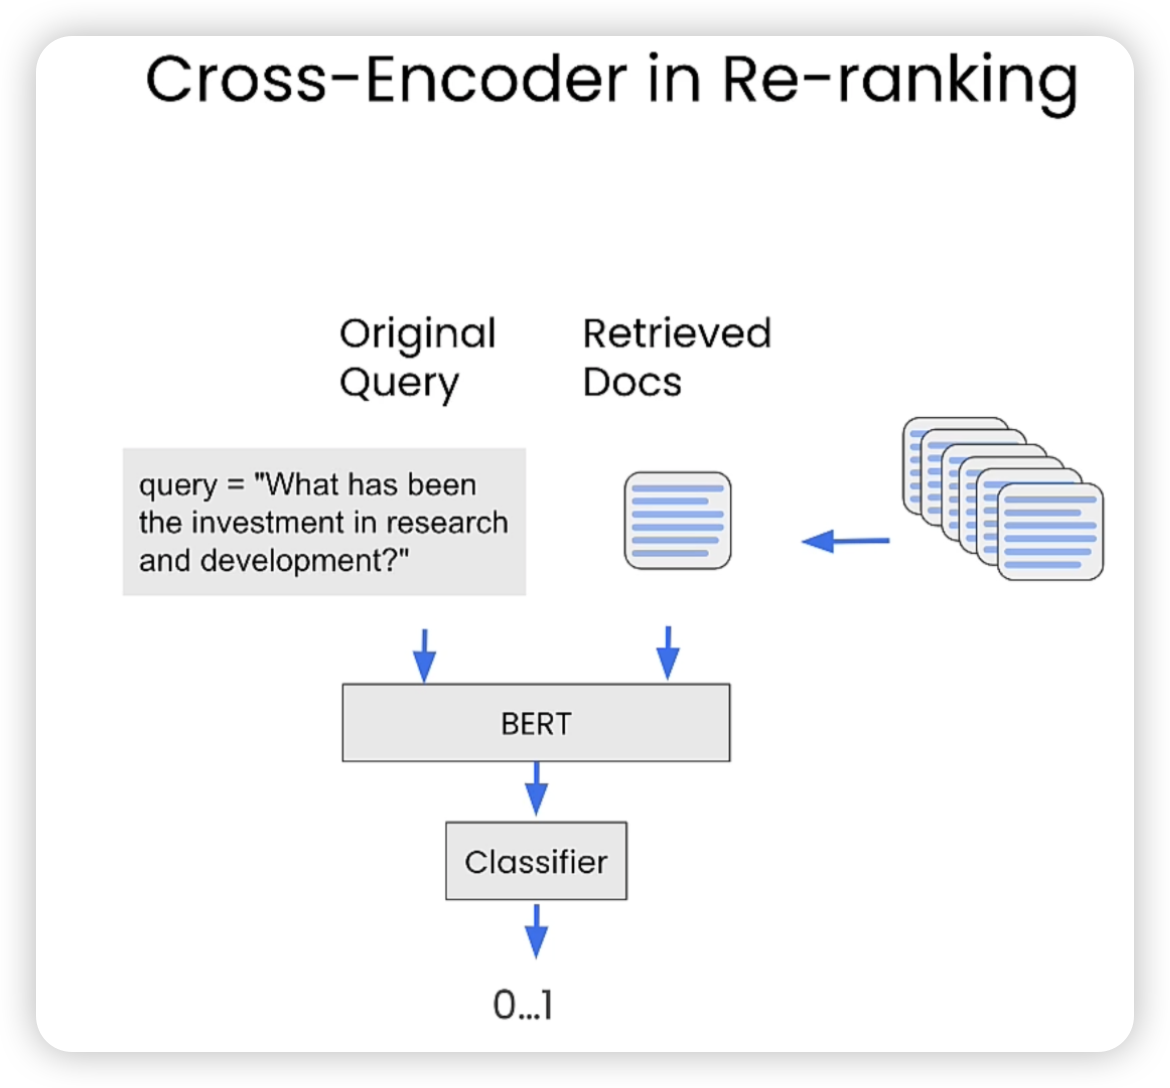 Cross-Encoder in Re-ranking
Original
Query
Retrieved
Docs
query = "What has been
the investment in research
and development?"
BERT
Classifier
0...1